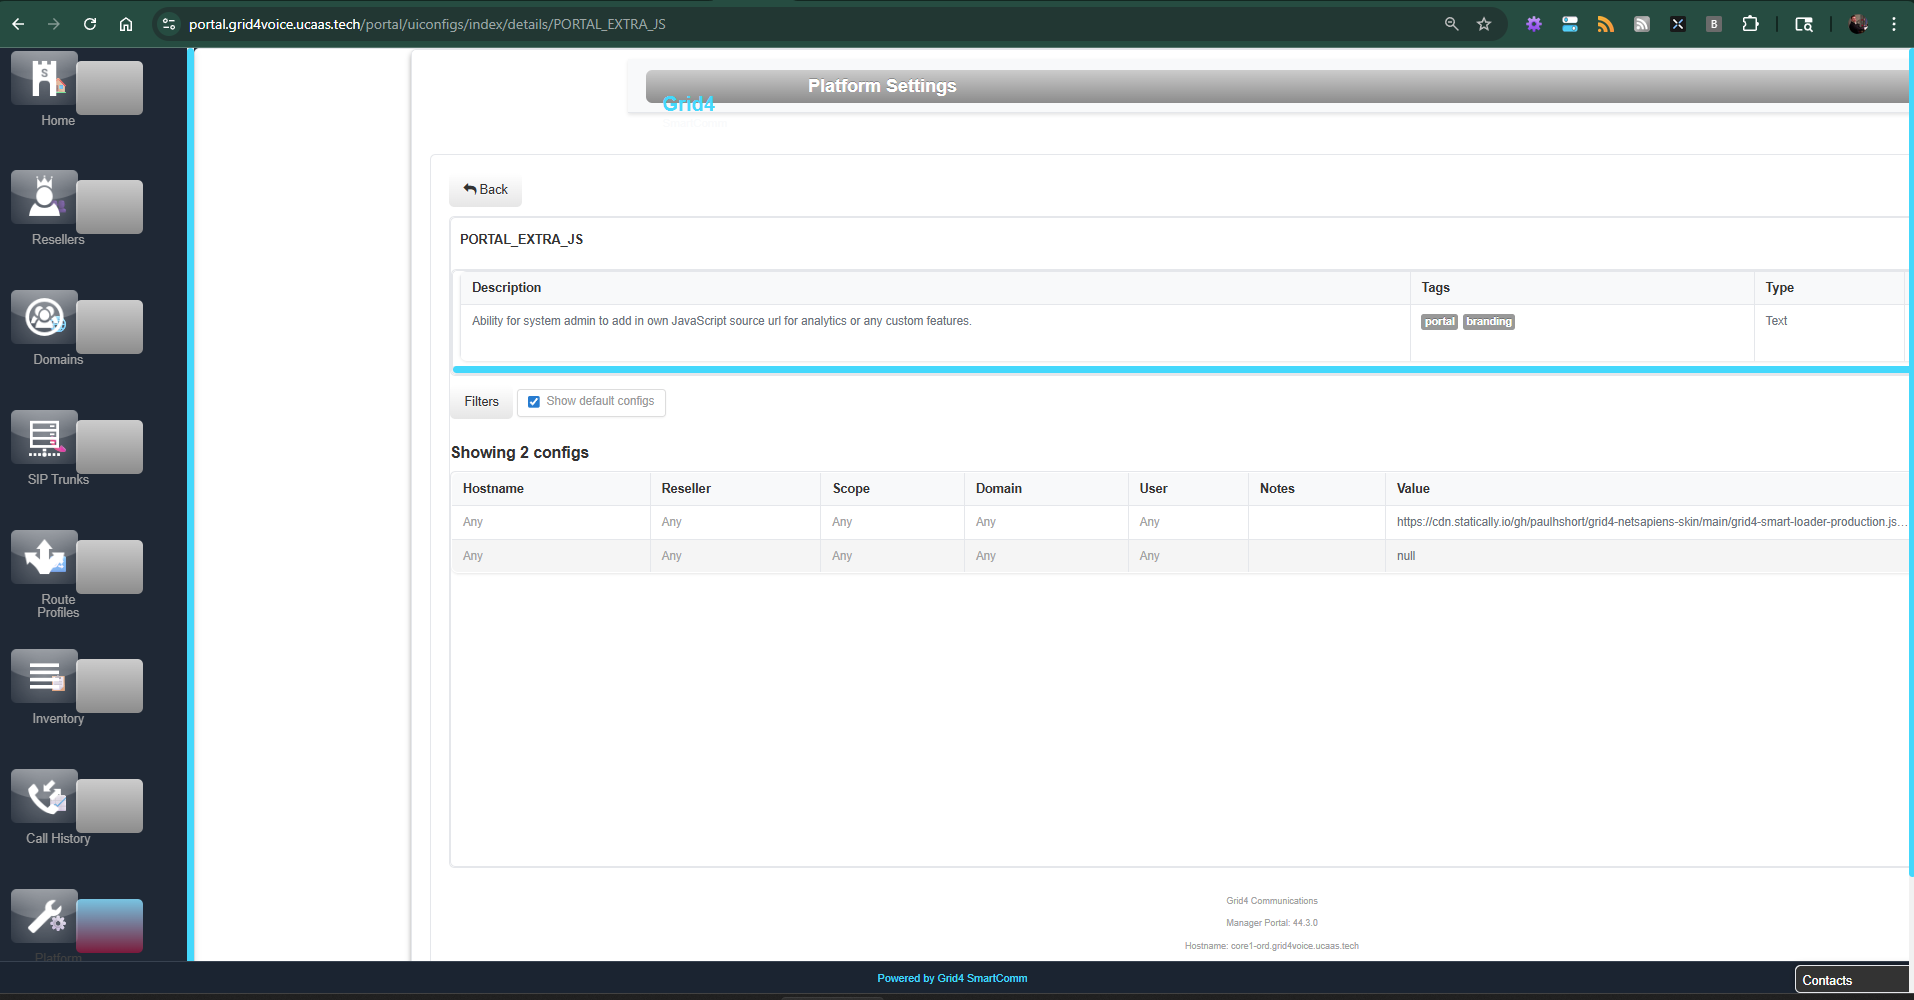 portal.grid4voice.ucaas.tech/portal/uiconfigs/index/details/PORTAL_EXTRA_JS
B
S
Home
Resellers
Domains
SIP Trunks
Route
Profiles
Inventory
Call History
Platform
Platform Settings
Grid4
Back
PORTAL_EXTRA_JS
Description Tags Type
Ability for system admin to add in own JavaScript source url for analytics or any custom features. portal branding Text
Filters Show default configs
Showing 2 configs
Hostname Reseller Scope Domain User Notes Value
Any Any Any Any Any https://cdn.statically.io/gh/paulhshort/grid4-netsapiens-skin/main/grid4-smart-loader-production.js...
Any Any Any Any Any null
Grid4 Communications
Manager Portal: 44.3.0
Hostname: core1-ord.grid4voice.ucaas.tech
Powered by Grid4 SmartComm
Contacts